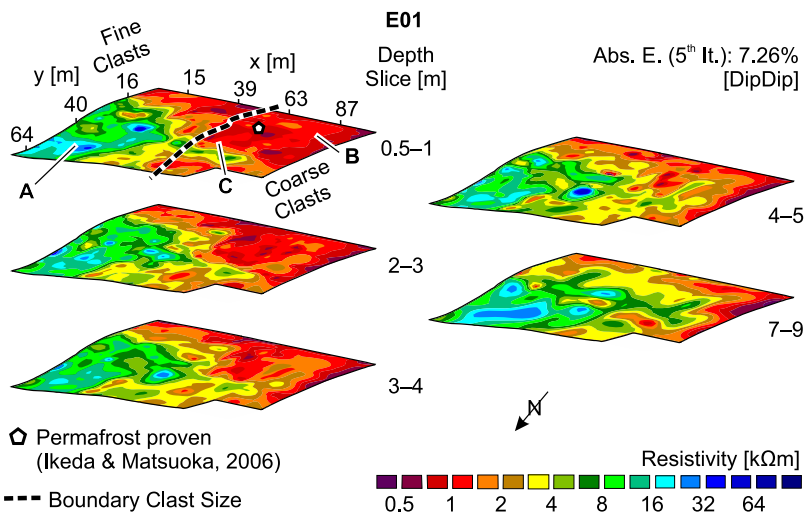 E01
Fine
Clasts
y [m]
x [m]
Depth
Slice [m]
Abs. E. (5th It.): 7.26%
[DipDip]
64
40
16
15
39
63
87
A
B
C
Coarse
Clasts
0.5–1
2–3
3–4
4–5
7–9
N
Permafrost proven
(Ikeda & Matsuoka, 2006)
Boundary Clast Size
Resistivity [kΩm]
0.5 1 2 4 8 16 32 64